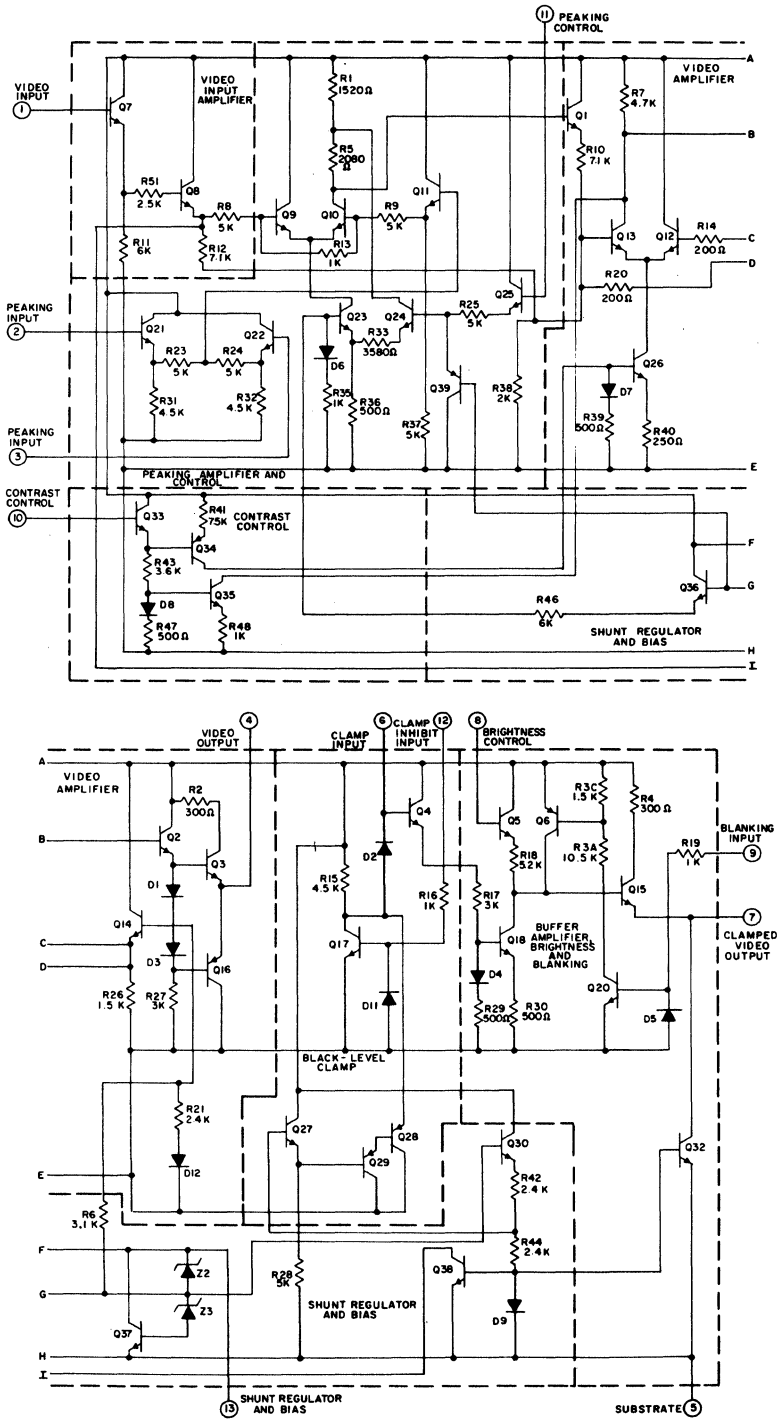 11 PEAKING
CONTROL
VIDEO
INPUT
1
VIDEO
INPUT
AMPLIFIER
VIDEO
AMPLIFIER
A
Q7
R1
1520Ω
Q1
R7
4.7K
B
R51
2.5K
Q8
R5
2080
Ω
R10
7.1K
Q11
R8
5K
Q9
Q10
R9
5K
Q13
Q12
R14
200Ω
C
R11
6K
R12
7.1K
R13
1K
R20
200Ω
D
PEAKING
INPUT
2
Q21
Q22
Q23
Q24
R25
5K
Q25
R23
5K
R24
5K
R33
3580Ω
Q26
D6
Q39
R38
2K
D7
R31
4.5K
R32
4.5K
R35
1K
R36
500Ω
R37
5K
R39
500Ω
R40
250Ω
PEAKING
INPUT
3
PEAKING AMPLIFIER AND
CONTROL
E
CONTRAST
CONTROL
10
Q33
R41
75K
CONTRAST
CONTROL
Q34
F
R43
3.6K
Q35
Q36
G
D8
R47
500Ω
R48
1K
R46
6K
SHUNT REGULATOR
AND BIAS
H
I
VIDEO
OUTPUT
4
CLAMP
INPUT
6
CLAMP
INHIBIT
INPUT
12
8
BRIGHTNESS
CONTROL
A
VIDEO
AMPLIFIER
R2
300Ω
Q4
Q5
Q6
R3C
1.5K
R4
300Ω
B
Q2
Q3
D2
R18
5.2K
R3A
10.5K
R19
1K
BLANKING
INPUT
9
D1
R15
4.5K
R16
1K
R17
3K
Q15
Q14
7
CLAMPED
VIDEO
OUTPUT
C
D3
Q17
Q18
BUFFER
AMPLIFIER,
BRIGHTNESS
AND
BLANKING
D
Q16
D4
Q20
R26
1.5K
R27
3K
D11
R29
500Ω
R30
500Ω
D5
BLACK-LEVEL
CLAMP
R21
2.4K
Q27
Q28
Q30
Q32
D12
Q29
R42
2.4K
E
R6
3.1K
R44
2.4K
F
Z2
R28
5K
Q38
G
Z3
SHUNT REGULATOR
AND BIAS
D9
Q37
H
I
13
SHUNT REGULATOR
AND BIAS
SUBSTRATE 5